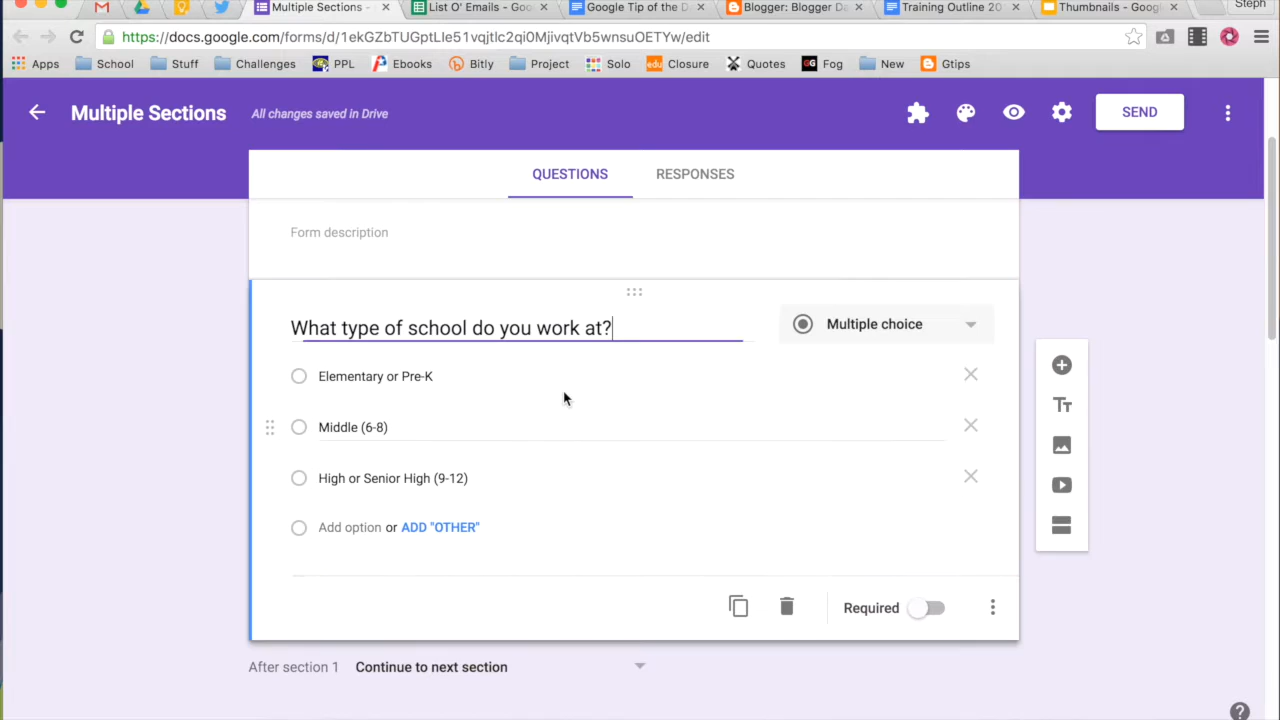 Multiple Sections -
List O' Emails - Goo
Google Tip of the D
Blogger: Blogger Da
Training Outline 20
Thumbnails - Googl
Steph
https://docs.google.com/forms/d/1ekGZbTUGptLIe51vqjtlc2qi0MjivqtVb5wnsuOETYw/edit
Apps
School
Stuff
Challenges
PPL
Ebooks
Bitly
Project
Solo
edu
Closure
Quotes
GG
Fog
New
Gtips
Multiple Sections
All changes saved in Drive
SEND
QUESTIONS
RESPONSES
Form description
What type of school do you work at?
Multiple choice
Elementary or Pre-K
Middle (6-8)
High or Senior High (9-12)
Add option or ADD "OTHER"
Required
After section 1 Continue to next section